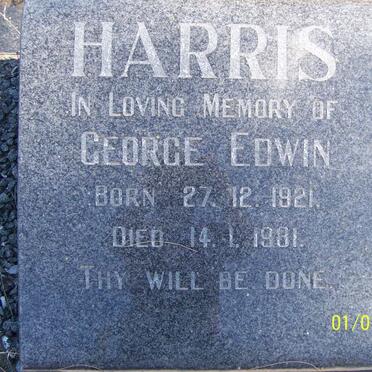 HARRIS
IN LOVING MEMORY OF
GEORGE EDWIN
BORN 27.12.1921.
DIED 14.1.1981.
THY WILL BE DONE.
01/0